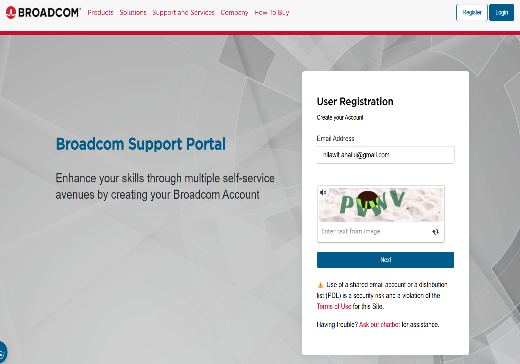 BROADCOM
Products Solutions Support and Services Company How To Buy
Register Login
Broadcom Support Portal
Enhance your skills through multiple self-service
avenues by creating your Broadcom Account
User Registration
Create your Account
Email Address
@gmail.com
Enter text from image
Next
Use of a shared email account or a distribution
list (PDL) is a security risk and a violation of the
Terms of Use for this Site.
Having trouble? Ask our chatbot for assistance.